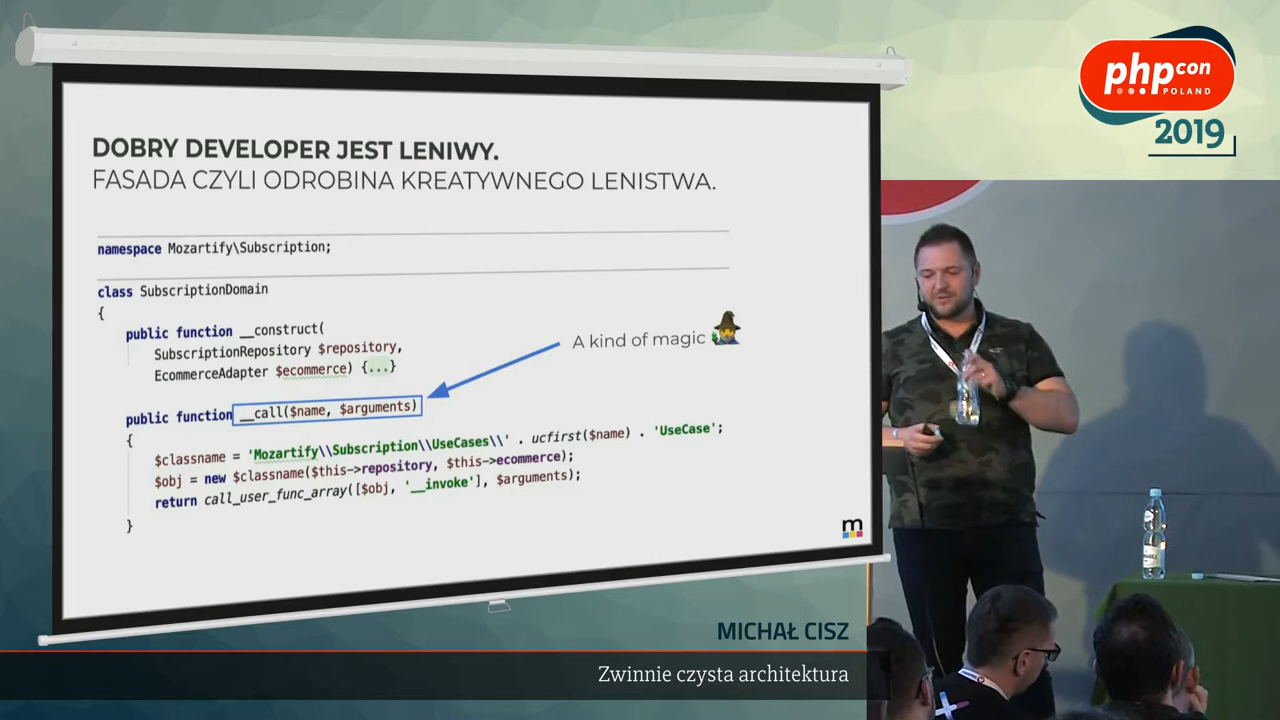 DOBRY DEVELOPER JEST LENIWY.
FASADA CZYLI ODROBINA KREATYWNEGO LENISTWA.
namespace Mozartify\Subscription;
class SubscriptionDomain
{
public function __construct(
SubscriptionRepository $repository,
EcommerceAdapter $ecommerce) {...}
A kind of magic
public function __call($name, $arguments)
{
$classname = 'Mozartify\\Subscription\\UseCases\\' . ucfirst($name) . 'UseCase';
$obj = new $classname($this->repository, $this->ecommerce);
return call_user_func_array([$obj, '__invoke'], $arguments);
}
m
phpcon
POLAND
2019
MICHAŁ CISZ
Zwinnie czysta architektura